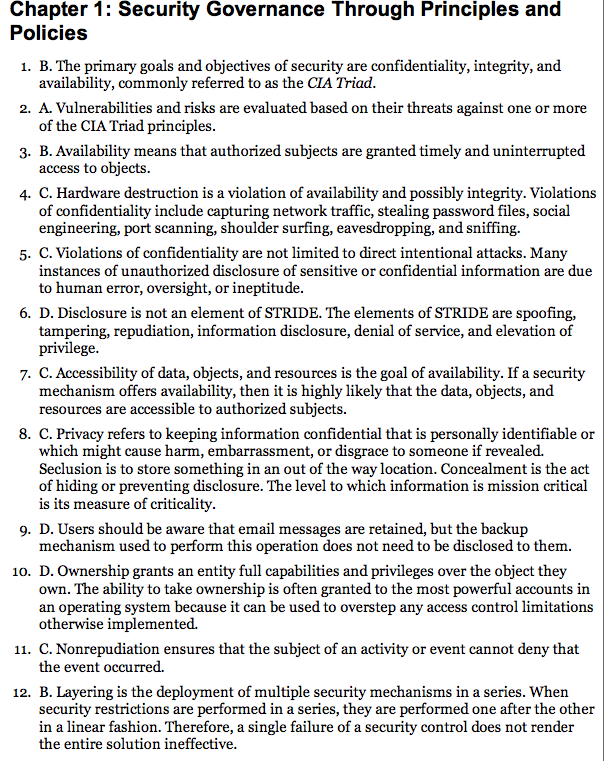 Chapter 1: Security Governance Through Principles and
Policies
1. B. The primary goals and objectives of security are confidentiality, integrity, and
availability, commonly referred to as the CIA Triad.
2. A. Vulnerabilities and risks are evaluated based on their threats against one or more
of the CIA Triad principles.
3. B. Availability means that authorized subjects are granted timely and uninterrupted
access to objects.
4. C. Hardware destruction is a violation of availability and possibly integrity. Violations
of confidentiality include capturing network traffic, stealing password files, social
engineering, port scanning, shoulder surfing, eavesdropping, and sniffing.
5. C. Violations of confidentiality are not limited to direct intentional attacks. Many
instances of unauthorized disclosure of sensitive or confidential information are due
to human error, oversight, or ineptitude.
6. D. Disclosure is not an element of STRIDE. The elements of STRIDE are spoofing,
tampering, repudiation, information disclosure, denial of service, and elevation of
privilege.
7. C. Accessibility of data, objects, and resources is the goal of availability. If a security
mechanism offers availability, then it is highly likely that the data, objects, and
resources are accessible to authorized subjects.
8. C. Privacy refers to keeping information confidential that is personally identifiable or
which might cause harm, embarrassment, or disgrace to someone if revealed.
Seclusion is to store something in an out of the way location. Concealment is the act
of hiding or preventing disclosure. The level to which information is mission critical
is its measure of criticality.
9. D. Users should be aware that email messages are retained, but the backup
mechanism used to perform this operation does not need to be disclosed to them.
10. D. Ownership grants an entity full capabilities and privileges over the object they
own. The ability to take ownership is often granted to the most powerful accounts in
an operating system because it can be used to overstep any access control limitations
otherwise implemented.
11. C. Nonrepudiation ensures that the subject of an activity or event cannot deny that
the event occurred.
12. B. Layering is the deployment of multiple security mechanisms in a series. When
security restrictions are performed in a series, they are performed one after the other
in a linear fashion. Therefore, a single failure of a security control does not render
the entire solution ineffective.